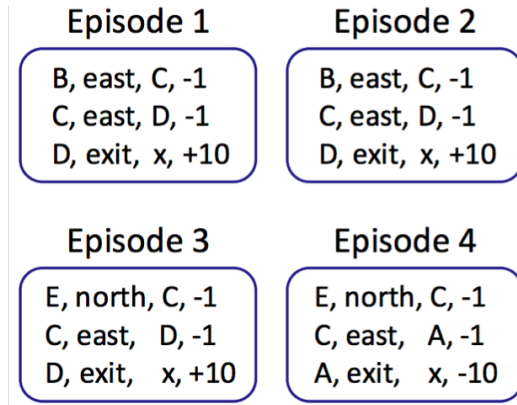 Episode 1
B, east, C, -1
C, east, D, -1
D, exit, x, +10
Episode 2
B, east, C, -1
C, east, D, -1
D, exit, x, +10
Episode 3
E, north, C, -1
C, east, D, -1
D, exit, x, +10
Episode 4
E, north, C, -1
C, east, A, -1
A, exit, x, -10